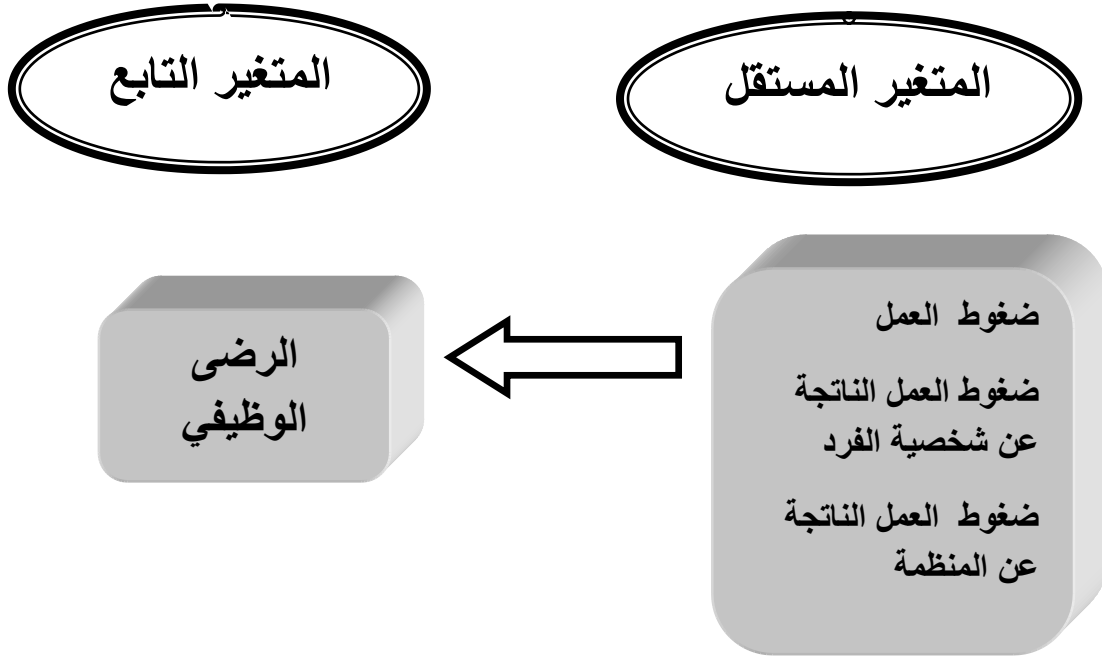 المتغير المستقل
المتغير التابع
ضغوط العمل
ضغوط العمل الناتجة
عن شخصية الفرد
ضغوط العمل الناتجة
عن المنظمة
الرضى
الوظيفي